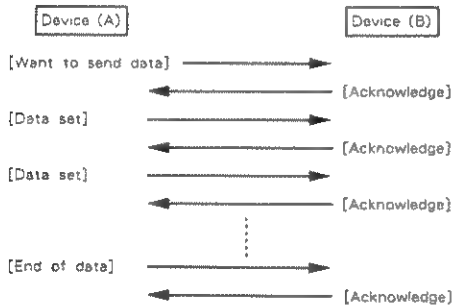 Device (A) Device (B)
[Want to send data]
[Acknowledge]
[Data set]
[Acknowledge]
[Data set]
[Acknowledge]
[End of data]
[Acknowledge]